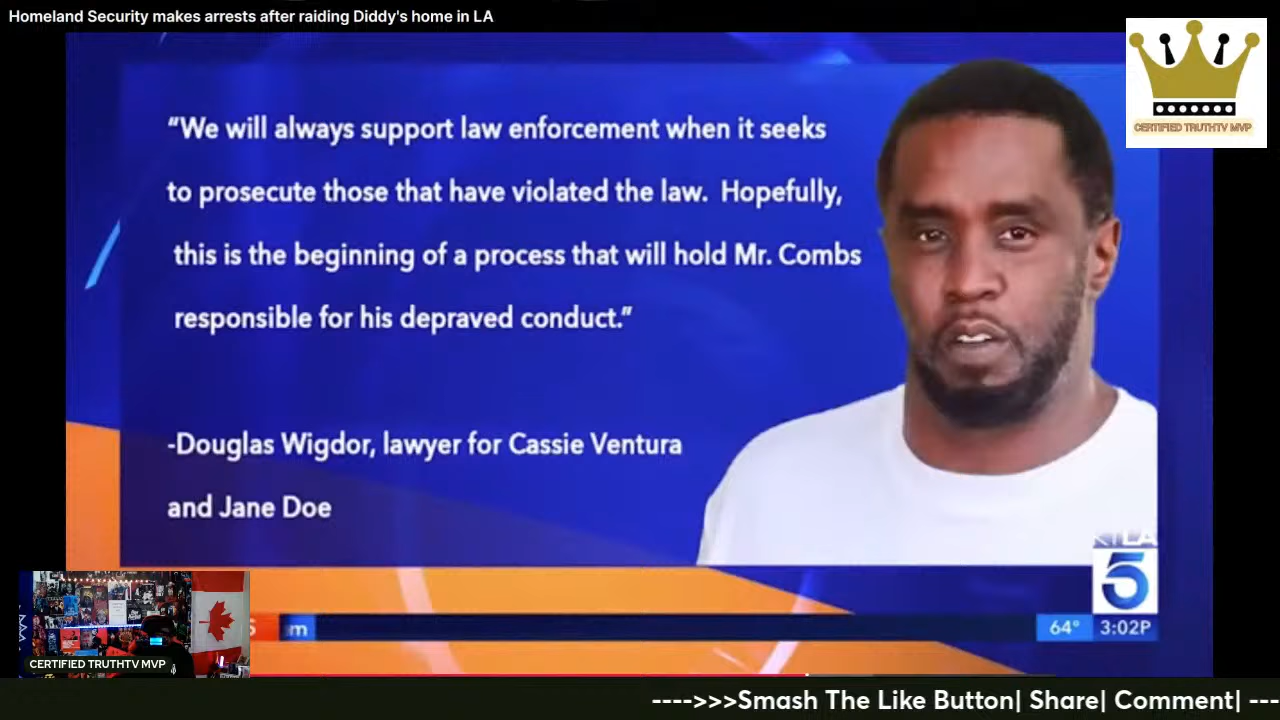 Homeland Security makes arrests after raiding Diddy's home in LA
CERTIFIED TRUTHTV MVP
“We will always support law enforcement when it seeks
to prosecute those that have violated the law. Hopefully,
this is the beginning of a process that will hold Mr. Combs
responsible for his depraved conduct.”
-Douglas Wigdor, lawyer for Cassie Ventura
and Jane Doe
KTLA
5
S
m
64° 3:02P
CERTIFIED TRUTHTV MVP
---->>>Smash The Like Button| Share| Comment| ---